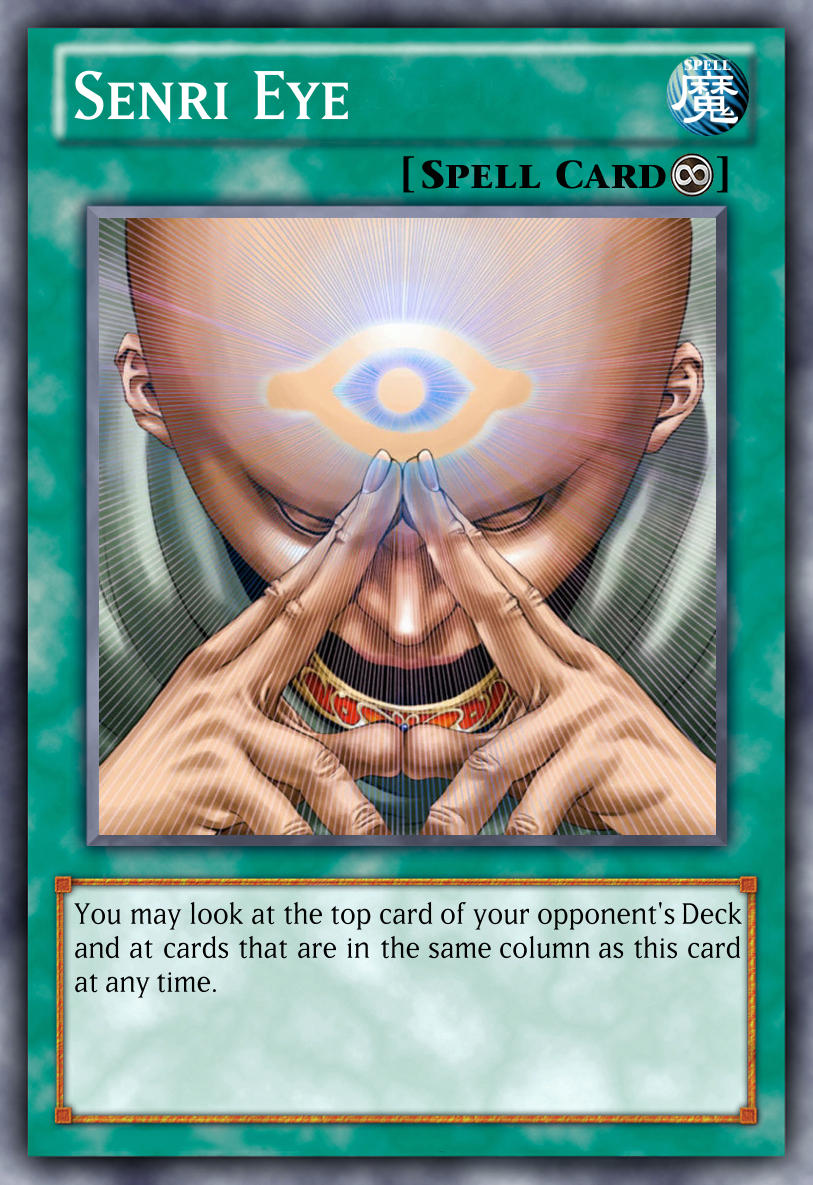 Senri Eye
SPELL
魔
[Spell Card]
You may look at the top card of your opponent's Deck
and at cards that are in the same column as this card
at any time.